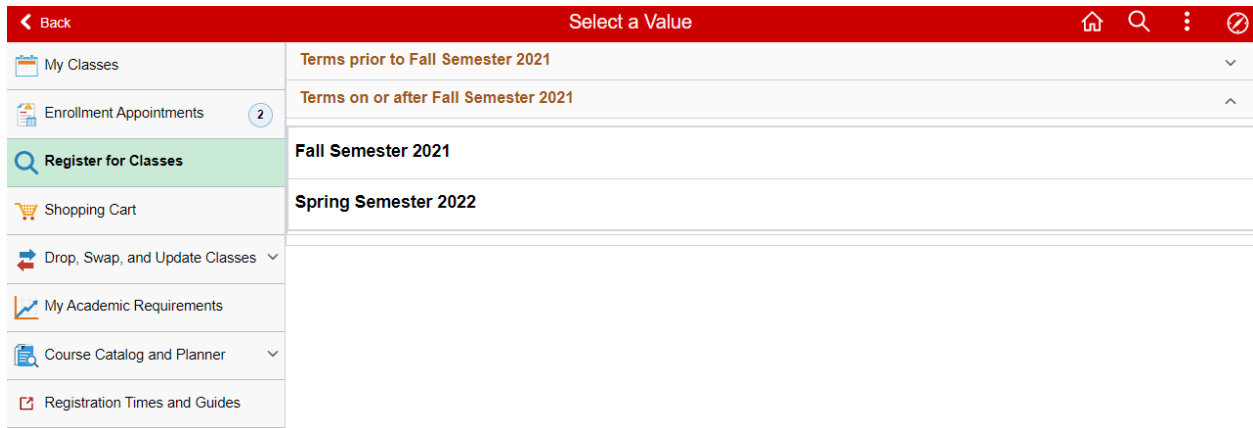 Back
Select a Value
My Classes
Enrollment Appointments 2
Register for Classes
Shopping Cart
Drop, Swap, and Update Classes
My Academic Requirements
Course Catalog and Planner
Registration Times and Guides
Terms prior to Fall Semester 2021
Terms on or after Fall Semester 2021
Fall Semester 2021
Spring Semester 2022